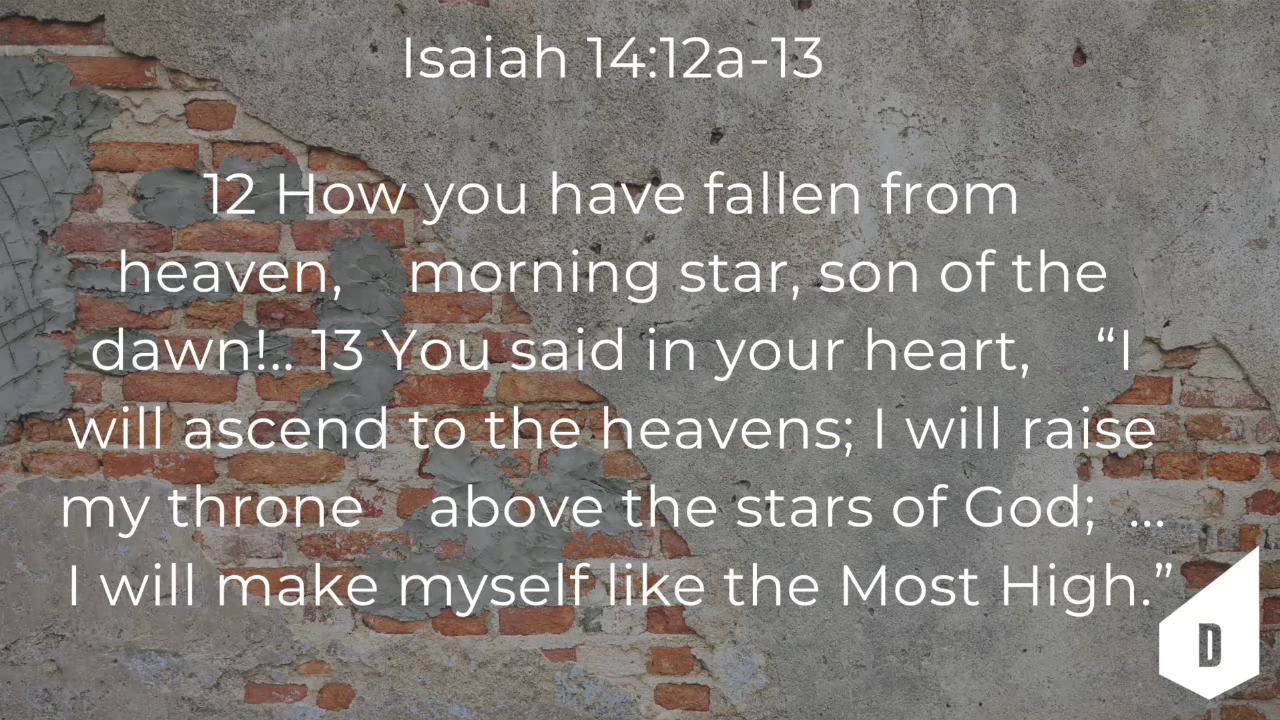 Isaiah 14:12a-13
12 How you have fallen from
heaven, morning star, son of the
dawn!.. 13 You said in your heart, “I
will ascend to the heavens; I will raise
my throne above the stars of God; ...
I will make myself like the Most High.”
D